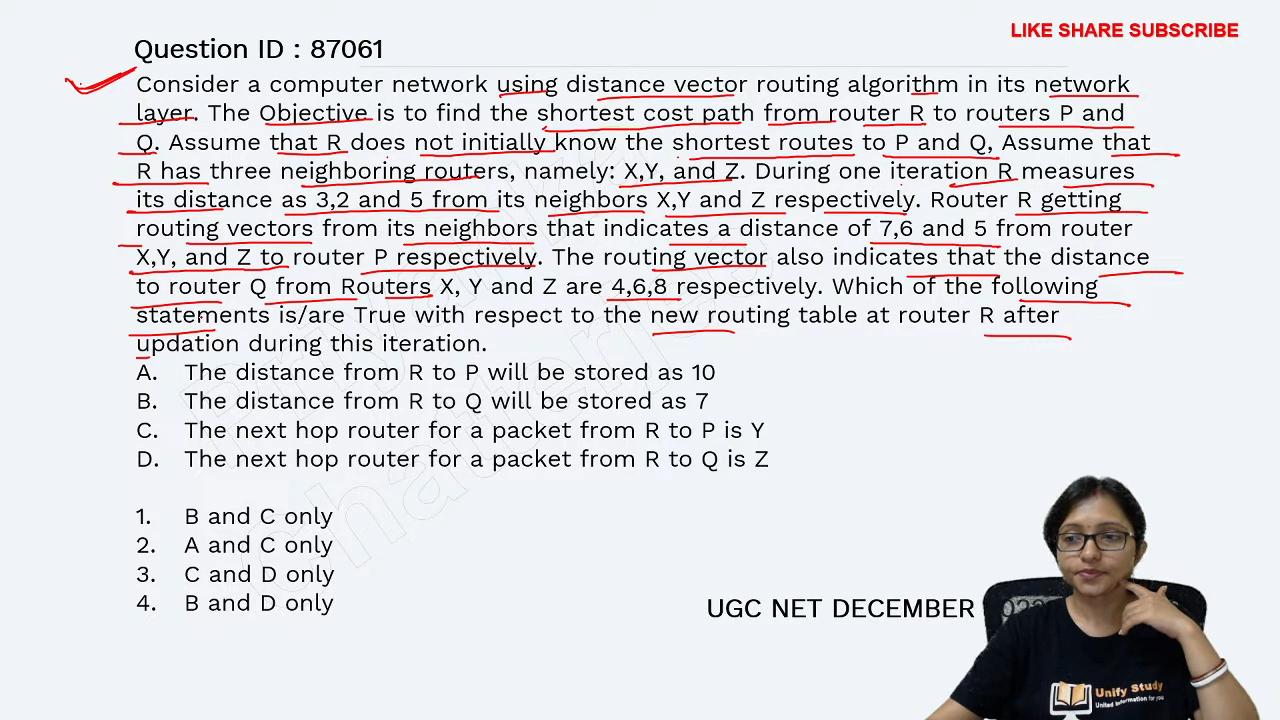 LIKE SHARE SUBSCRIBE
Question ID : 87061
Consider a computer network using distance vector routing algorithm in its network
layer. The Objective is to find the shortest cost path from router R to routers P and
Q. Assume that R does not initially know the shortest routes to P and Q, Assume that
R has three neighboring routers, namely: X,Y, and Z. During one iteration R measures
its distance as 3,2 and 5 from its neighbors X,Y and Z respectively. Router R getting
routing vectors from its neighbors that indicates a distance of 7,6 and 5 from router
X,Y, and Z to router P respectively. The routing vector also indicates that the distance
to router Q from Routers X, Y and Z are 4,6,8 respectively. Which of the following
statements is/are True with respect to the new routing table at router R after
updation during this iteration.
A. The distance from R to P will be stored as 10
B. The distance from R to Q will be stored as 7
C. The next hop router for a packet from R to P is Y
D. The next hop router for a packet from R to Q is Z
1. B and C only
2. A and C only
3. C and D only
4. B and D only
UGC NET DECEMBER
Unify Study